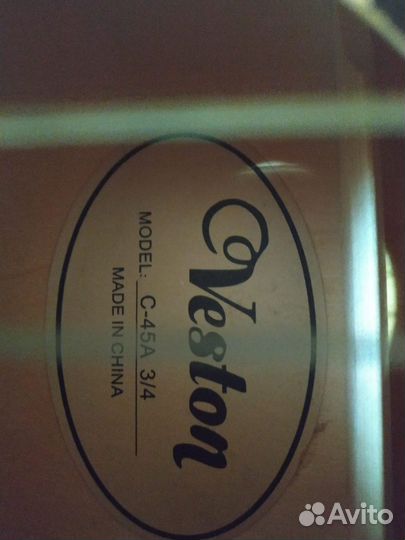 Veston
MODEL: C-45A 3/4
MADE IN CHINA
Avito